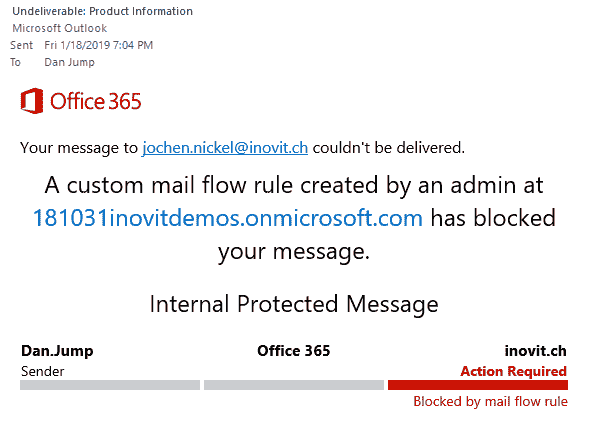 Undeliverable: Product Information
Microsoft Outlook
Sent Fri 1/18/2019 7:04 PM
To Dan Jump
Office 365
Your message to jochen.nickel@inovit.ch couldn't be delivered.
A custom mail flow rule created by an admin at
181031inovitdemos.onmicrosoft.com has blocked
your message.
Internal Protected Message
Dan.Jump Office 365 inovit.ch
Sender Action Required
Blocked by mail flow rule